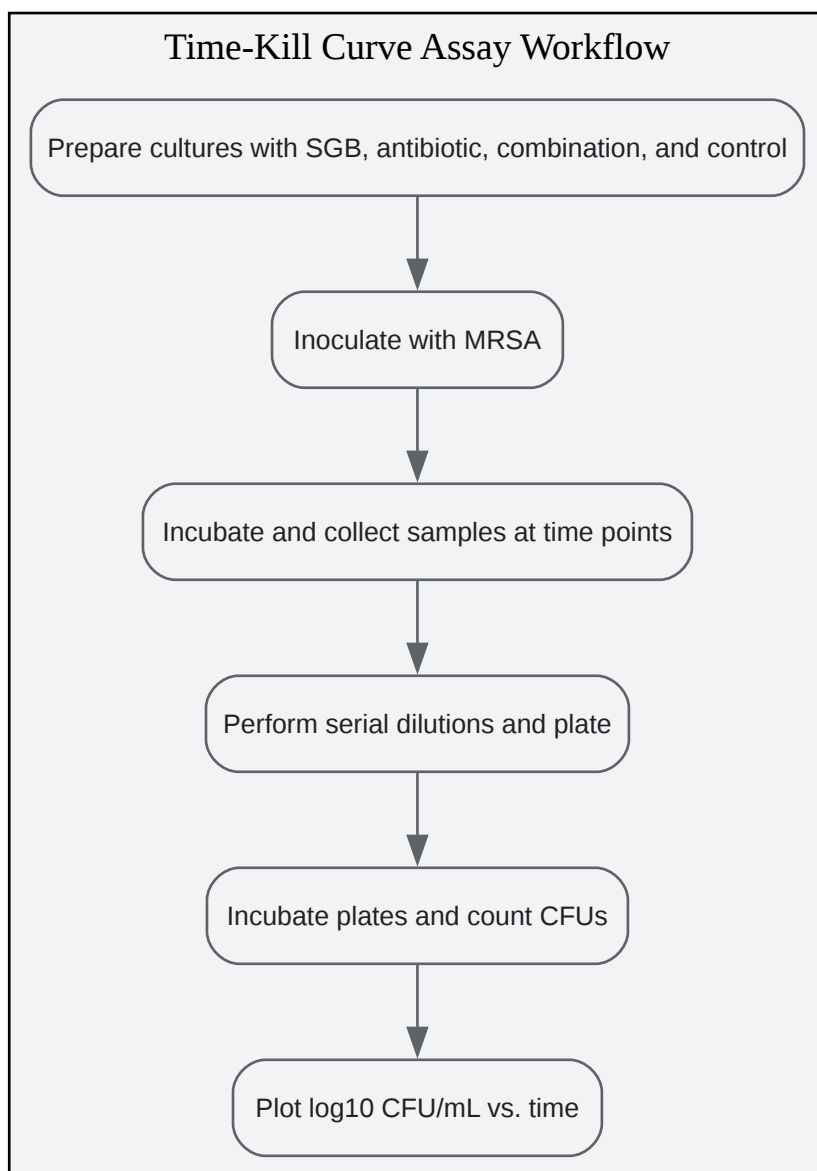 Time-Kill Curve Assay Workflow
Prepare cultures with SGB, antibiotic, combination, and control
Inoculate with MRSA
Incubate and collect samples at time points
Perform serial dilutions and plate
Incubate plates and count CFUs
Plot log10 CFU/mL vs. time